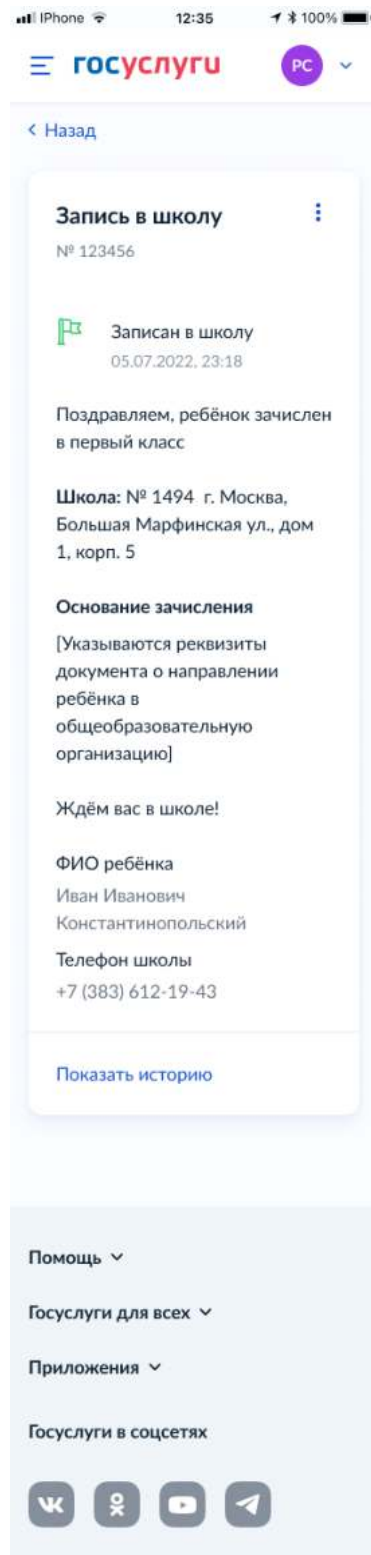 IPhone 12:35 100%
госуслуги РС
Назад
Запись в школу
№ 123456
Записан в школу
05.07.2022, 23:18
Поздравляем, ребёнок зачислен
в первый класс
Школа: № 1494 г. Москва,
Большая Марфинская ул., дом
1, корп. 5
Основание зачисления
[Указываются реквизиты
документа о направлении
ребёнка в
общеобразовательную
организацию]
Ждём вас в школе!
ФИО ребёнка
Иван Иванович
Константинопольский
Телефон школы
+7 (383) 612-19-43
Показать историю
Помощь
Госуслуги для всех
Приложения
Госуслуги в соцсетях